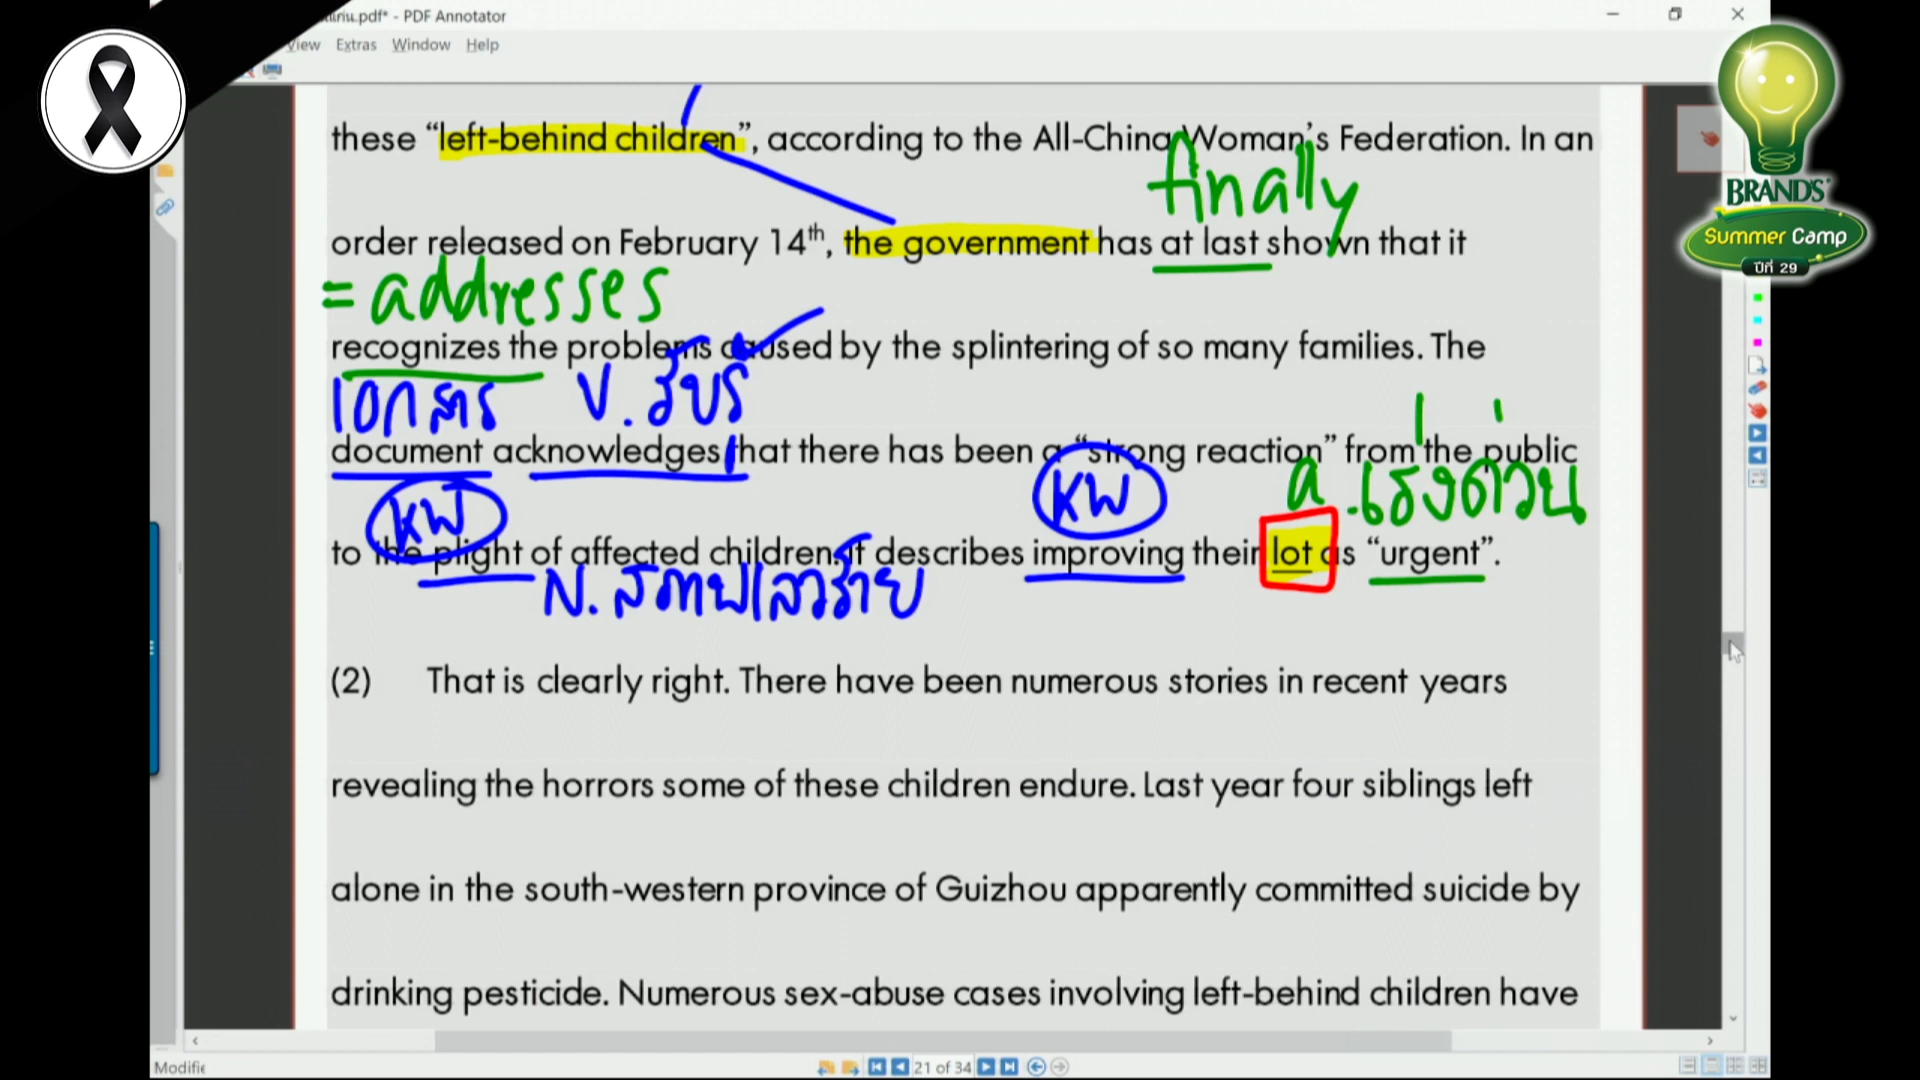 .pdf* - PDF Annotator
View Extras Window Help
BRAND'S
Summer Camp
ปีที่ 29
these “left-behind children”, according to the All-China Woman’s Federation. In an
finally
order released on February 14th, the government has at last shown that it
= addresses
recognizes the problems caused by the splintering of so many families. The
เอกสาร v. รับรู้
document acknowledges that there has been a “strong reaction” from the public
KW KW a. เร่งด่วน
to the plight of affected children. It describes improving their lot as “urgent”.
N. สภาพเลวร้าย
(2) That is clearly right. There have been numerous stories in recent years
revealing the horrors some of these children endure. Last year four siblings left
alone in the south-western province of Guizhou apparently committed suicide by
drinking pesticide. Numerous sex-abuse cases involving left-behind children have
Modifie
21 of 34